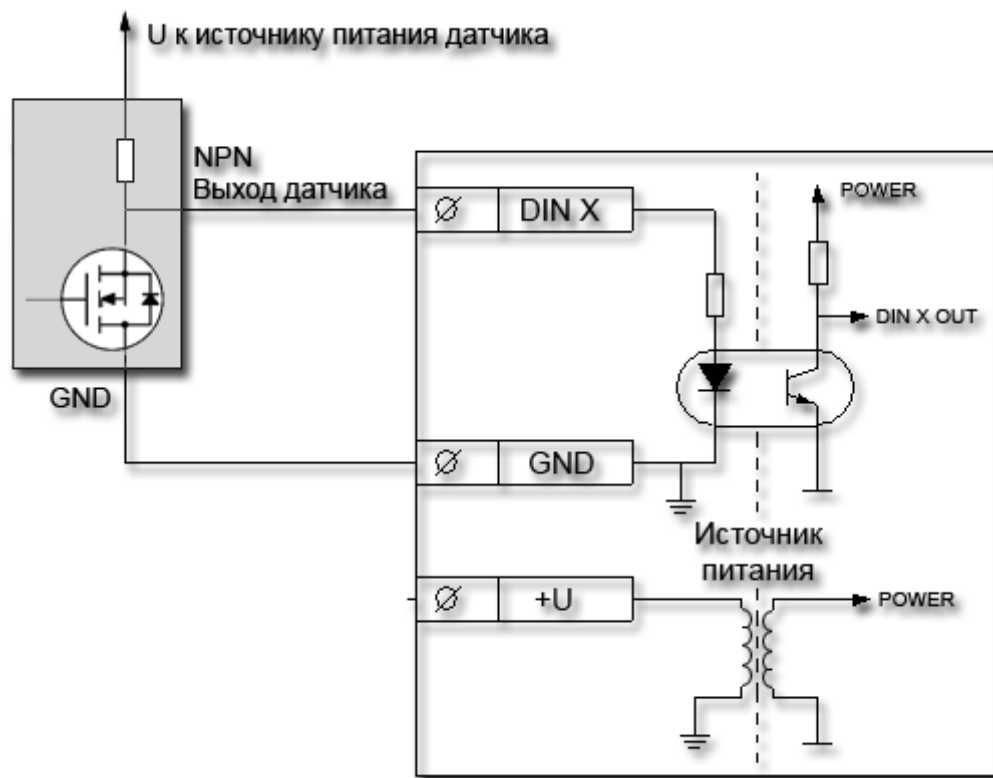 U к источнику питания датчика
NPN
Выход датчика
DIN X
POWER
DIN X OUT
GND
GND
Источник
питания
+U
POWER